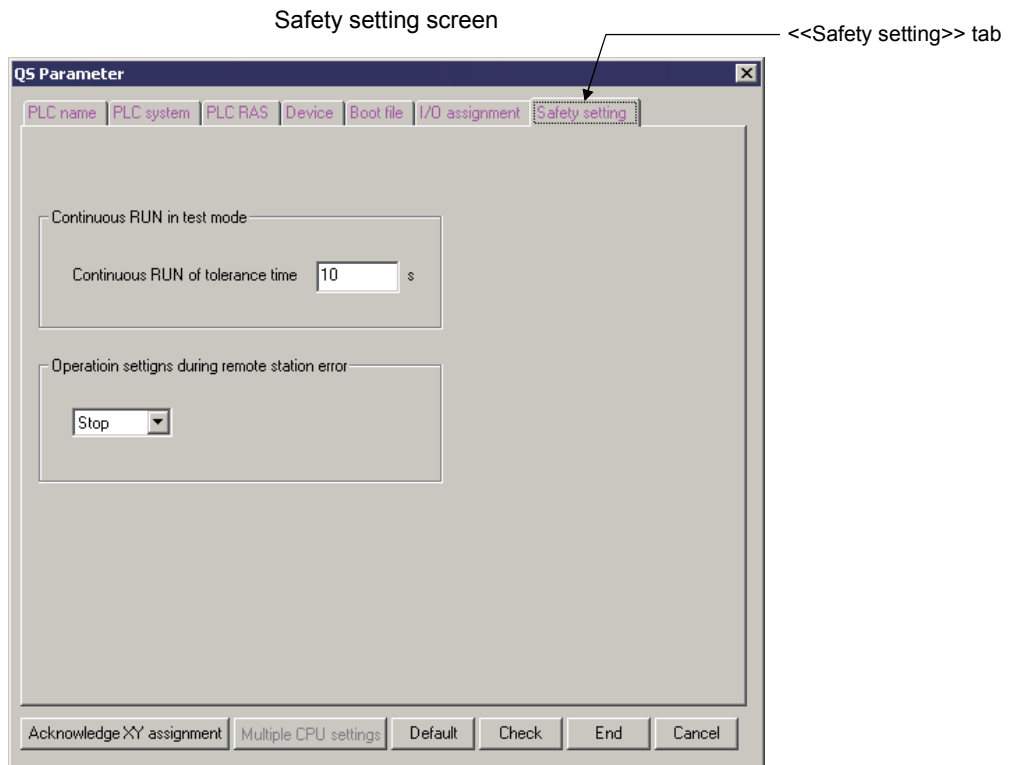 Safety setting screen
<<Safety setting>> tab
QS Parameter
PLC name PLC system PLC RAS Device Boot file I/O assignment Safety setting
Continuous RUN in test mode
Continuous RUN of tolerance time 10 s
Operatioin settigns during remote station error
Stop
Acknowledge XY assignment Multiple CPU settings Default Check End Cancel